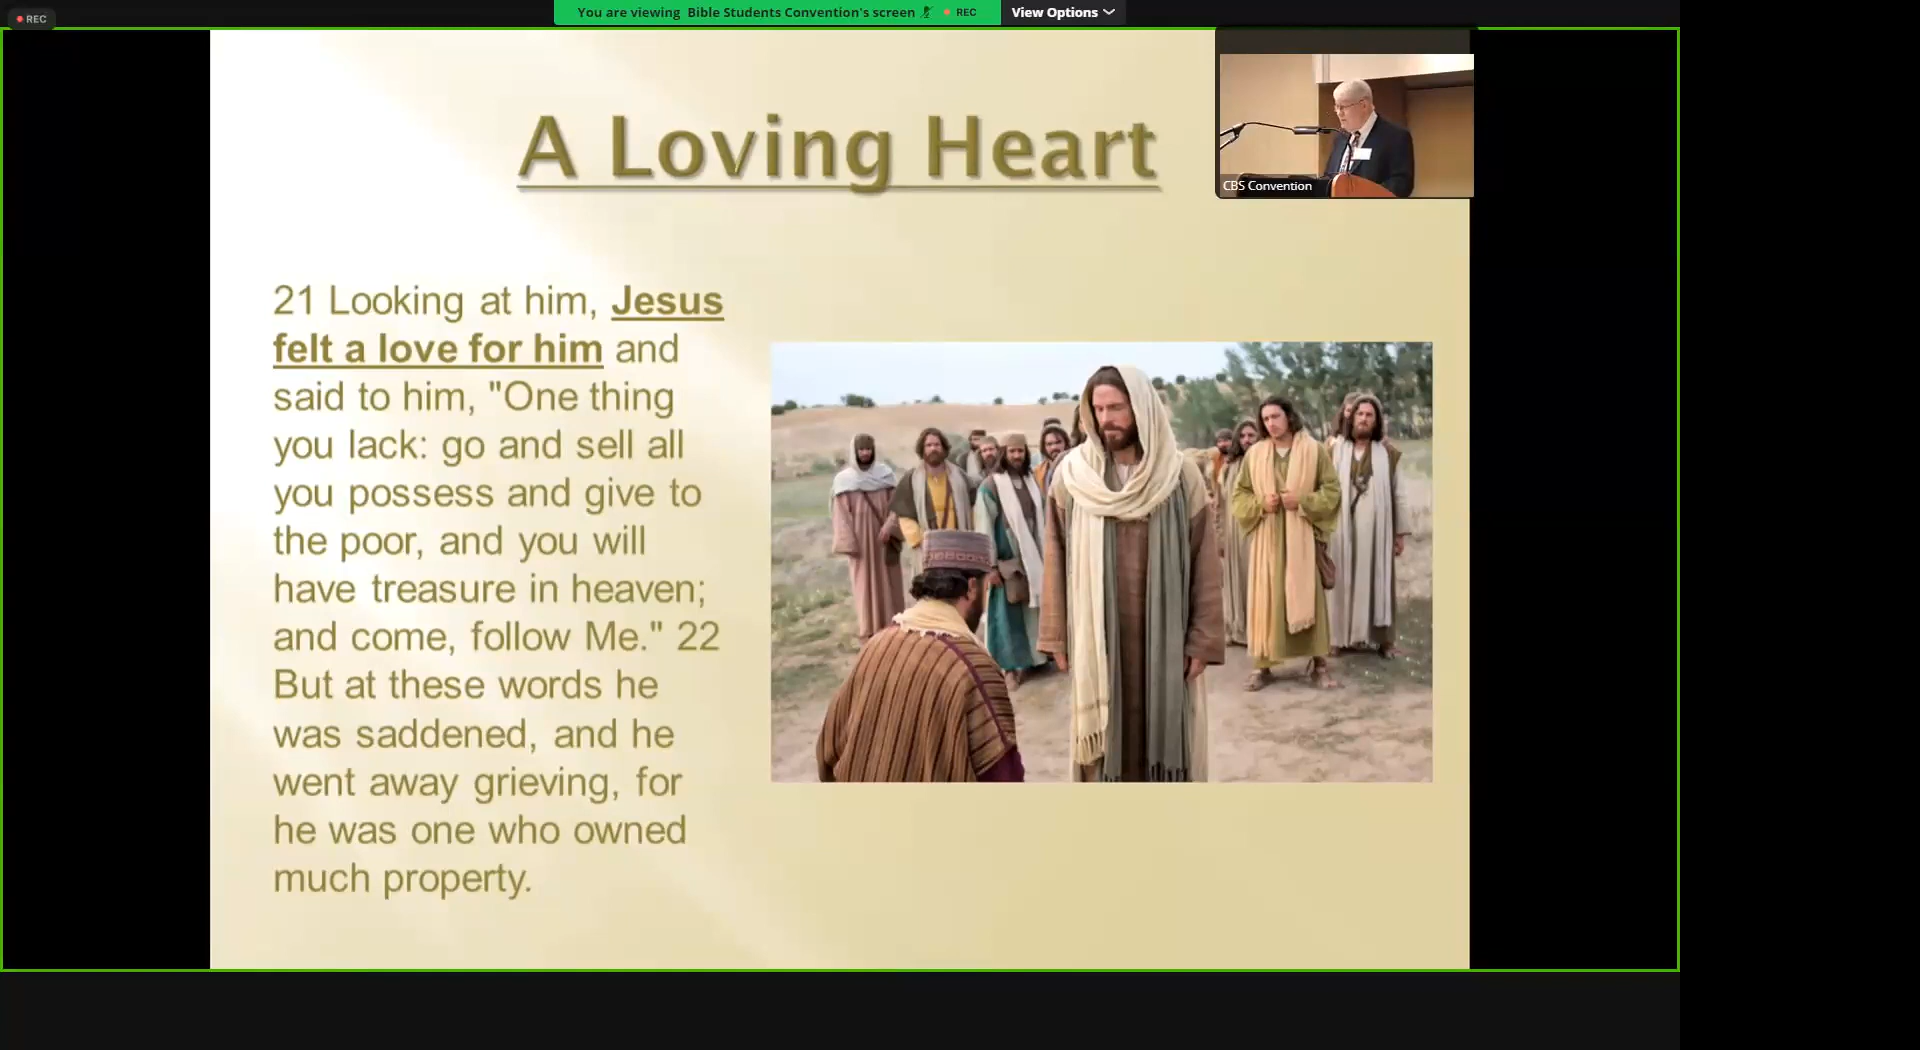 REC
You are viewing Bible Students Convention's screen
REC
View Options
A Loving Heart
CBS Convention
21 Looking at him, Jesus
felt a love for him and
said to him, "One thing
you lack: go and sell all
you possess and give to
the poor, and you will
have treasure in heaven;
and come, follow Me." 22
But at these words he
was saddened, and he
went away grieving, for
he was one who owned
much property.